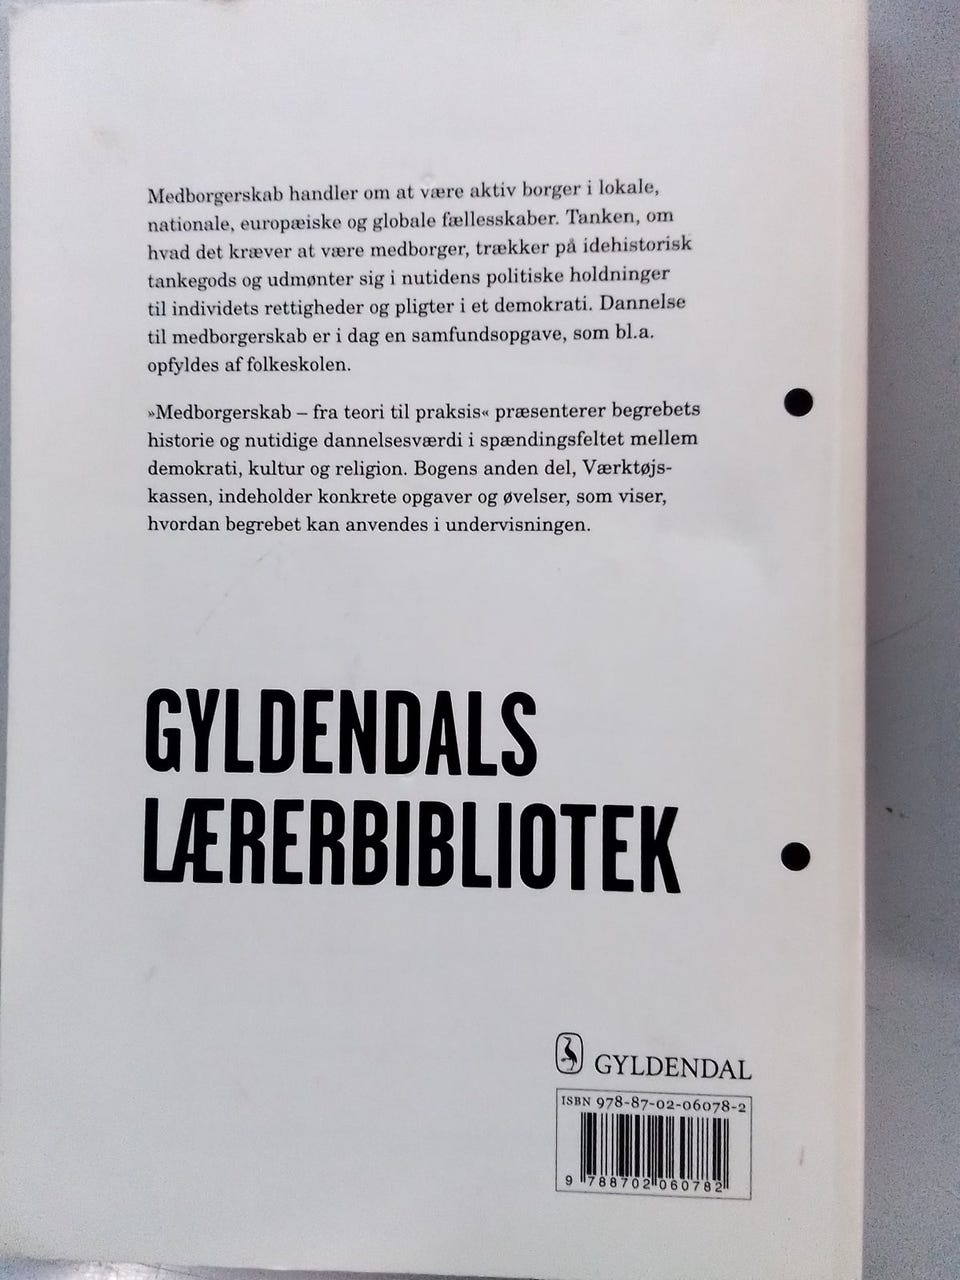 Medborgerskab handler om at være aktiv borger i lokale,
nationale, europæiske og globale fællesskaber. Tanken, om
hvad det kræver at være medborger, trækker på idehistorisk
tankegods og udmønter sig i nutidens politiske holdninger
til individets rettigheder og pligter i et demokrati. Dannelse
til medborgerskab er i dag en samfundsopgave, som bl.a.
opfyldes af folkeskolen.
»Medborgerskab – fra teori til praksis« præsenterer begrebets
historie og nutidige dannelsesværdi i spændingsfeltet mellem
demokrati, kultur og religion. Bogens anden del, Værktøjs-
kassen, indeholder konkrete opgaver og øvelser, som viser,
hvordan begrebet kan anvendes i undervisningen.
GYLDENDALS
LÆRERBIBLIOTEK
GYLDENDAL
ISBN 978-87-02-06078-2
9 788702 060782